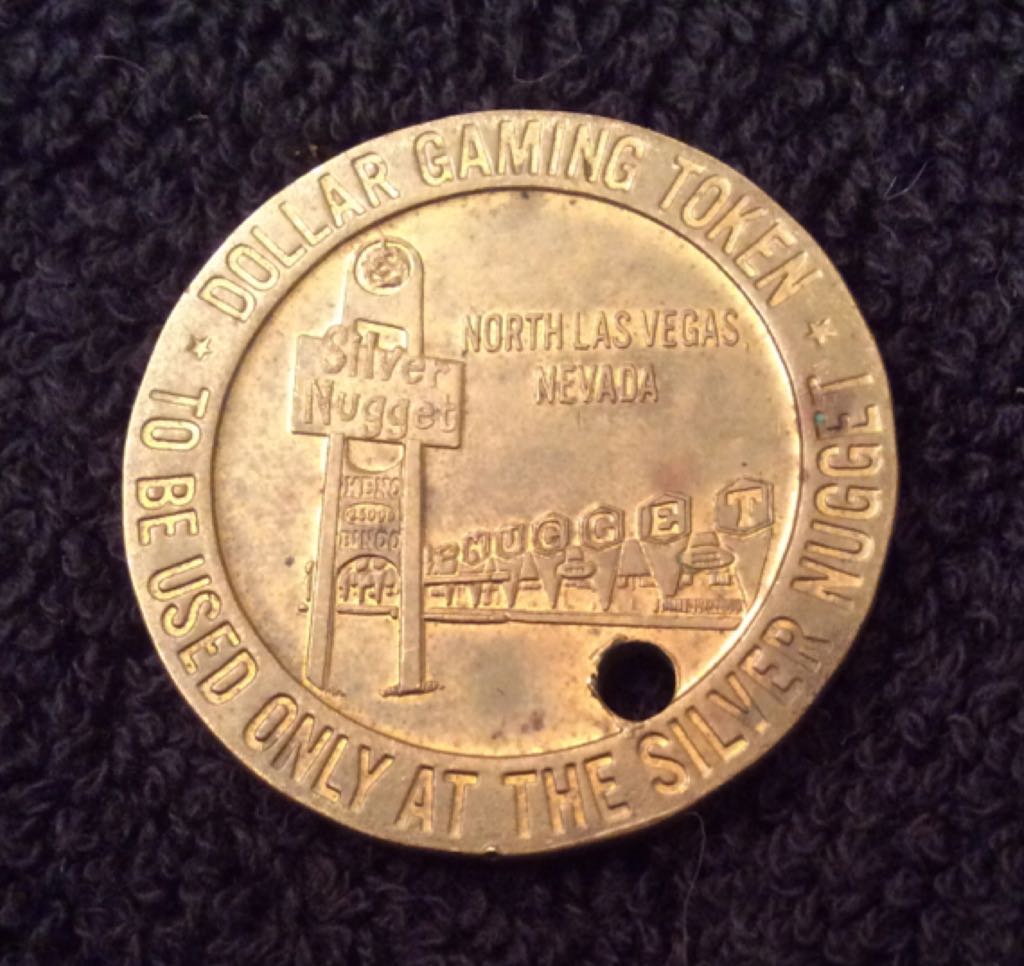 DOLLAR GAMING TOKEN
NORTH LAS VEGAS,
NEVADA
Silver
Nugget
KENO
BINGO
NUGGET
TO BE USED ONLY AT THE SILVER NUGGET